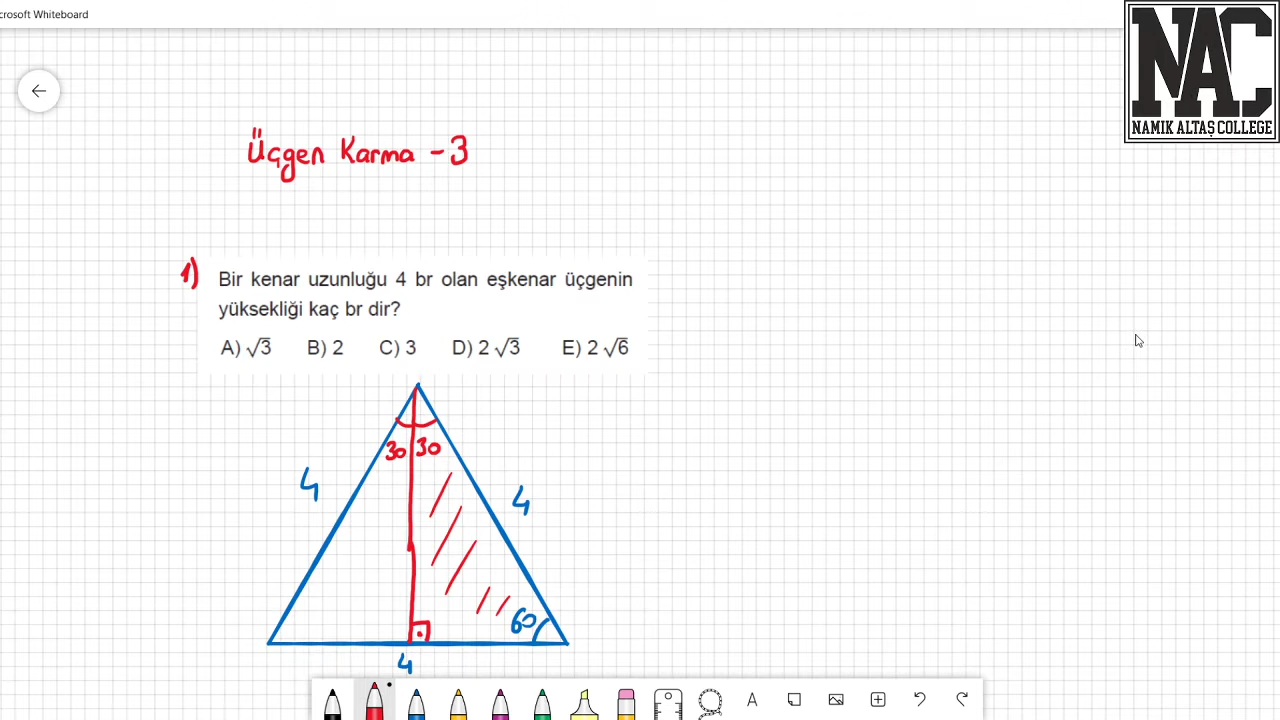 crosoft Whiteboard
NAC
NAMIK ALTAŞ COLLEGE
Üçgen Karma - 3
1) Bir kenar uzunluğu 4 br olan eşkenar üçgenin
yüksekliği kaç br dir?
A) √3 B) 2 C) 3 D) 2 √3 E) 2 √6
30 30
4 4
60
4
A